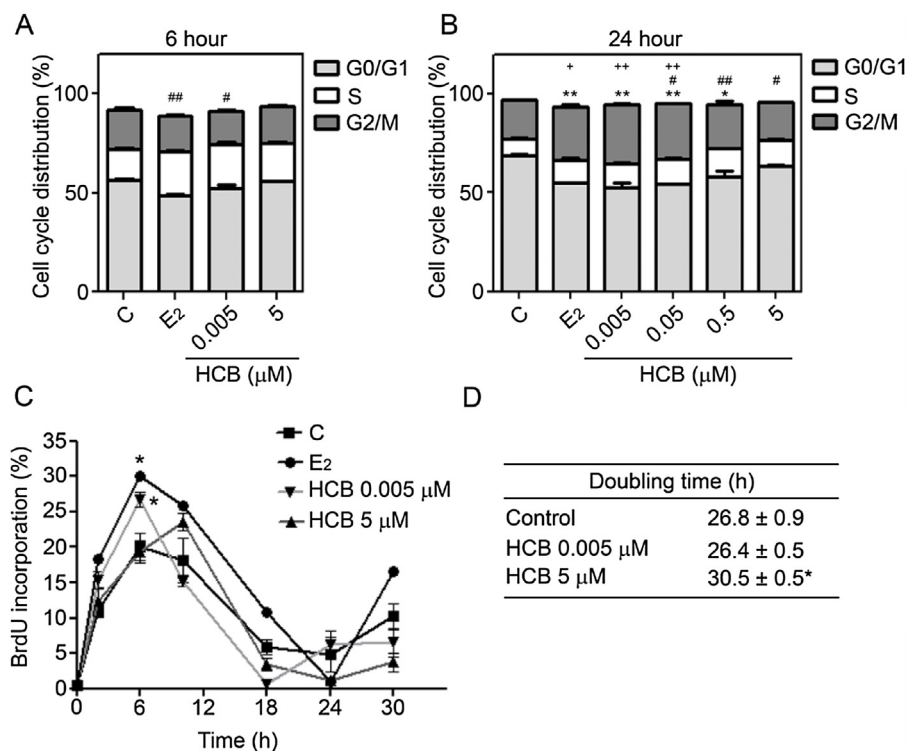 A
6 hour
Cell cycle distribution (%)
100
50
0
## #
G0/G1
S
G2/M
C E₂ 0.005 5
HCB (μM)
B
24 hour
Cell cycle distribution (%)
100
50
0
+ ++ ++
# ## #
** ** ** *
G0/G1
S
G2/M
C E₂ 0.005 0.05 0.5 5
HCB (μM)
C
BrdU incorporation (%)
35
30
25
20
15
10
5
0
*
*
C
E₂
HCB 0.005 μM
HCB 5 μM
0 6 12 18 24 30
Time (h)
D
Doubling time (h)
Control 26.8 ± 0.9
HCB 0.005 μM 26.4 ± 0.5
HCB 5 μM 30.5 ± 0.5*